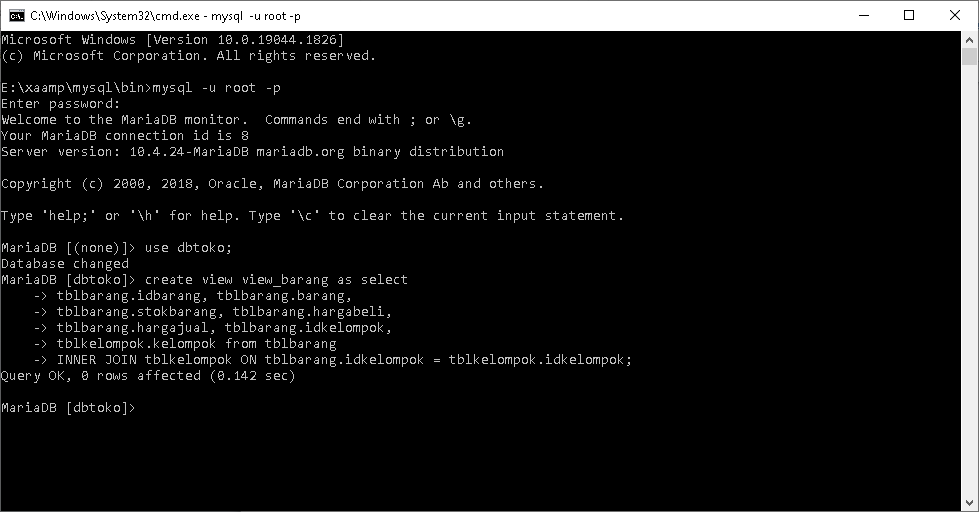 C:\Windows\System32\cmd.exe - mysql  -u root -p
Microsoft Windows [Version 10.0.19044.1826]
(c) Microsoft Corporation. All rights reserved.
E:\xaamp\mysql\bin>mysql -u root -p
Enter password:
Welcome to the MariaDB monitor.  Commands end with ; or \g.
Your MariaDB connection id is 8
Server version: 10.4.24-MariaDB mariadb.org binary distribution
Copyright (c) 2000, 2018, Oracle, MariaDB Corporation Ab and others.
Type 'help;' or '\h' for help. Type '\c' to clear the current input statement.
MariaDB [(none)]> use dbtoko;
Database changed
MariaDB [dbtoko]> create view view_barang as select
    -> tblbarang.idbarang, tblbarang.barang,
    -> tblbarang.stokbarang, tblbarang.hargabeli,
    -> tblbarang.hargajual, tblbarang.idkelompok,
    -> tblkelompok.kelompok from tblbarang
    -> INNER JOIN tblkelompok ON tblbarang.idkelompok = tblkelompok.idkelompok;
Query OK, 0 rows affected (0.142 sec)
MariaDB [dbtoko]>